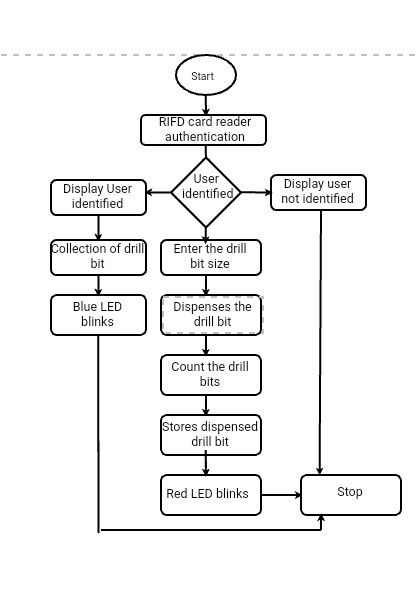 Start
RIFD card reader
authentication
User
identified
Display User
identified
Display user
not identified
Collection of drill
bit
Enter the drill
bit size
Blue LED
blinks
Dispenses the
drill bit
Count the drill
bits
Stores dispensed
drill bit
Red LED blinks
Stop